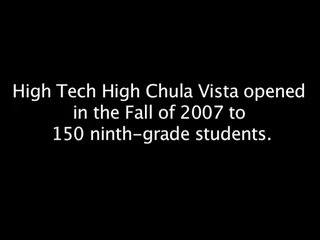 High Tech High Chula Vista opened
in the Fall of 2007 to
150 ninth-grade students.